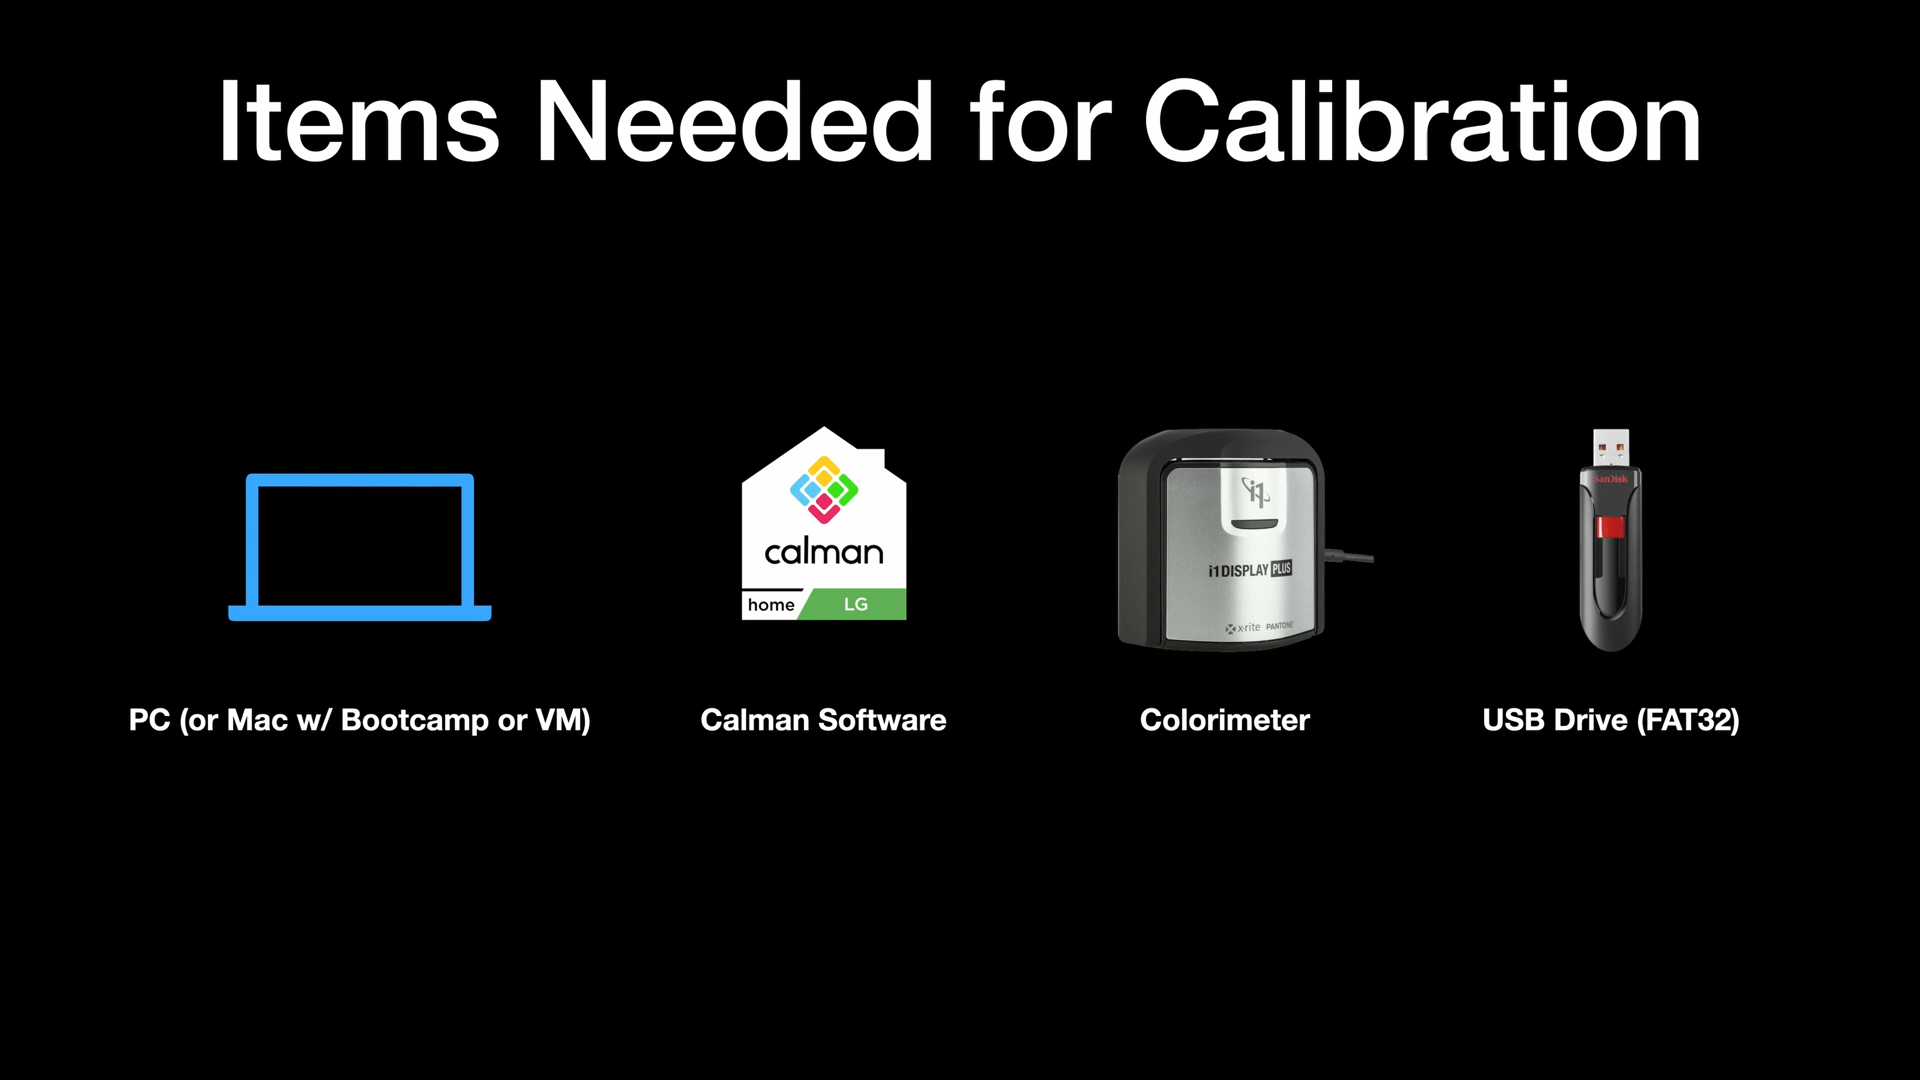 Items Needed for Calibration
calman
home LG
i1
i1DISPLAY PLUS
x-rite PANTONE
SanDisk
PC (or Mac w/ Bootcamp or VM)
Calman Software
Colorimeter
USB Drive (FAT32)